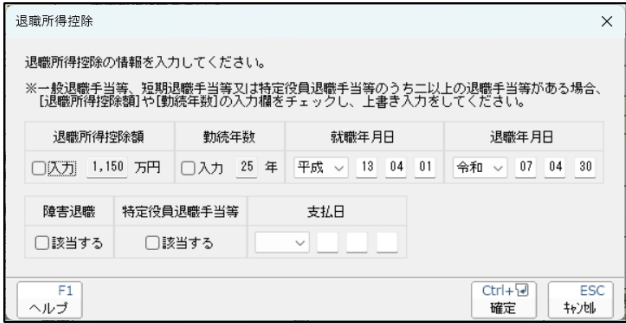 退職所得控除
退職所得控除の情報を入力してください。
※一般退職手当等、短期退職手当等又は特定役員退職手当等のうち二以上の退職手当等がある場合、
[退職所得控除額]や[勤続年数]の入力欄をチェックし、上書き入力をしてください。
退職所得控除額 勤続年数 就職年月日 退職年月日
入力 1,150 万円 入力 25 年 平成 13 04 01 令和 07 04 30
障害退職 特定役員退職手当等 支払日
該当する 該当する
F1 Ctrl+ ESC
ヘルプ 確定 キャンセル